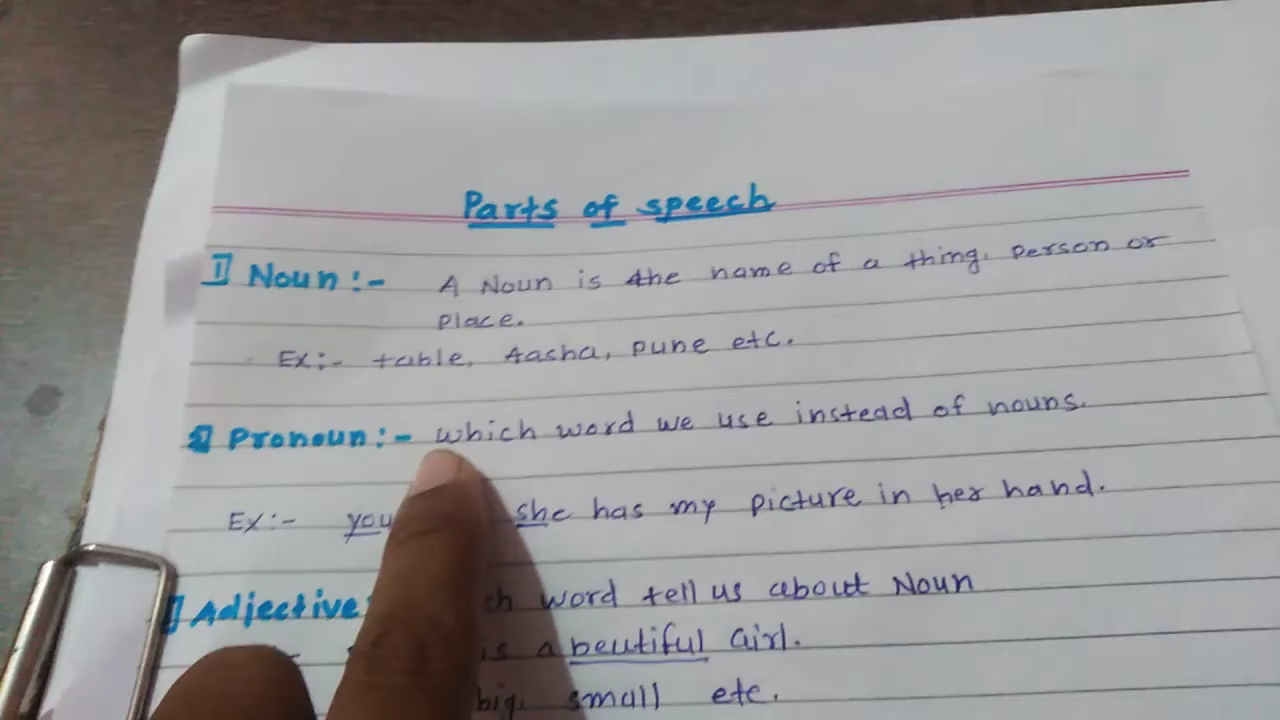 Parts of speech
1] Noun :- A Noun is the name of a thing, person or
place.
Ex:- table, Aasha, pune etc.
Pronoun :- which word we use instead of nouns.
Ex:- you she has my picture in her hand.
Adjective word tell us about Noun
is a beutiful Girl.
big, small etc.